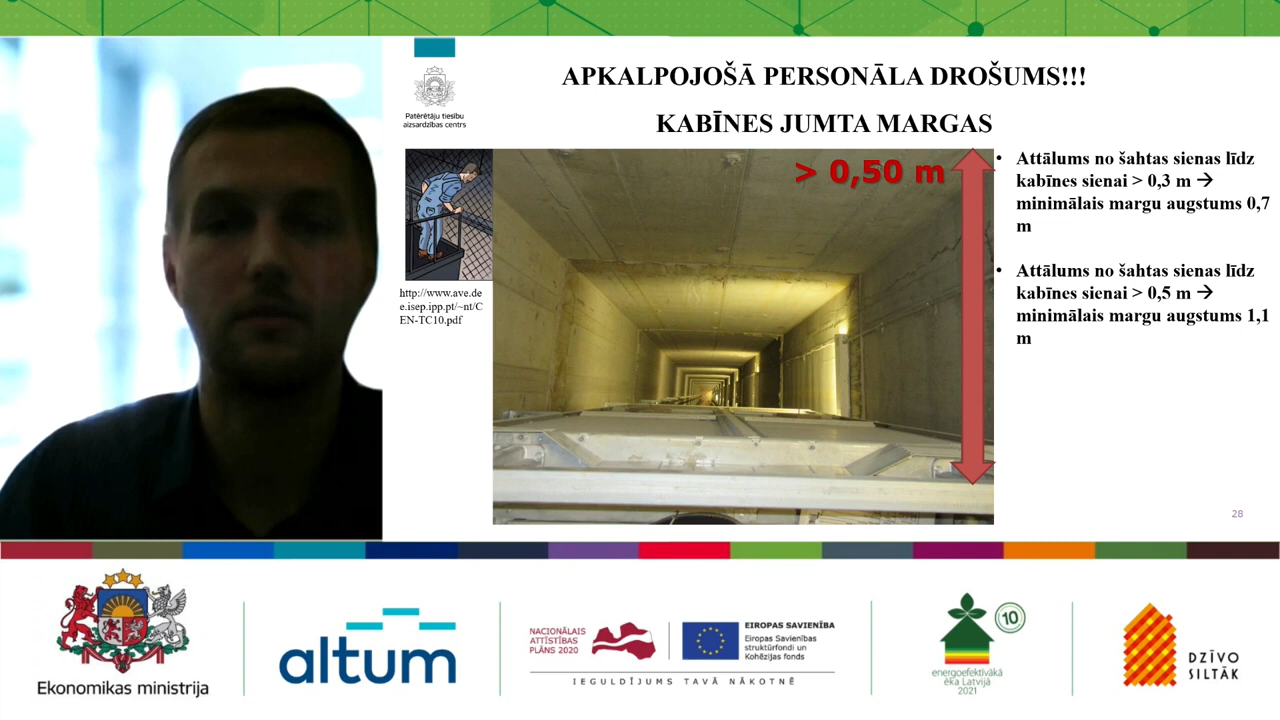 APKALPOJOŠĀ PERSONĀLA DROŠUMS!!!
KABĪNES JUMTA MARGAS
Patērētāju tiesību
aizsardzības centrs
> 0,50 m
• Attālums no šahtas sienas līdz
kabīnes sienai > 0,3 m →
minimālais margu augstums 0,7
m
• Attālums no šahtas sienas līdz
kabīnes sienai > 0,5 m →
minimālais margu augstums 1,1
m
http://www.ave.de
e.isep.ipp.pt/~nt/C
EN-TC10.pdf
28
Ekonomikas ministrija
altum
NACIONĀLAIS
ATTĪSTĪBAS
PLĀNS 2020
EIROPAS SAVIENĪBA
Eiropas Savienības
struktūrfondi un
Kohēzijas fonds
IEGULDĪJUMS TAVĀ NĀKOTNĒ
10
energoefektīvākā
ēka Latvijā
2021
DZĪVO
SILTĀK